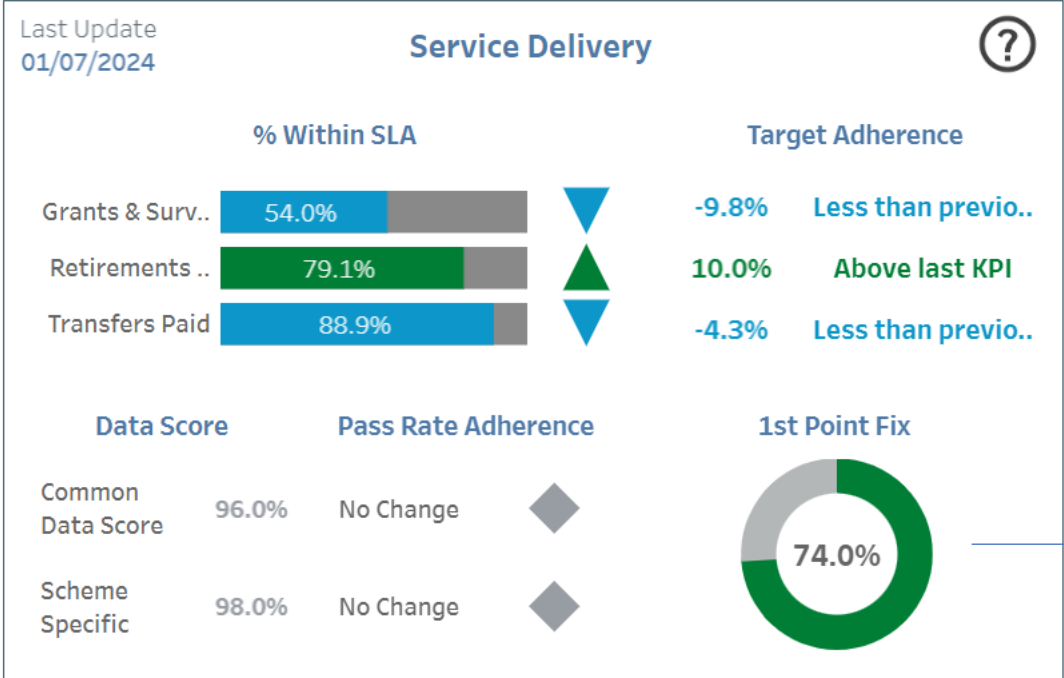 Last Update
01/07/2024
Service Delivery
?
% Within SLA
Target Adherence
Grants & Surv..
54.0%
-9.8%
Less than previo..
Retirements ..
79.1%
10.0%
Above last KPI
Transfers Paid
88.9%
-4.3%
Less than previo..
Data Score
Pass Rate Adherence
1st Point Fix
Common
Data Score
96.0%
No Change
74.0%
Scheme
Specific
98.0%
No Change